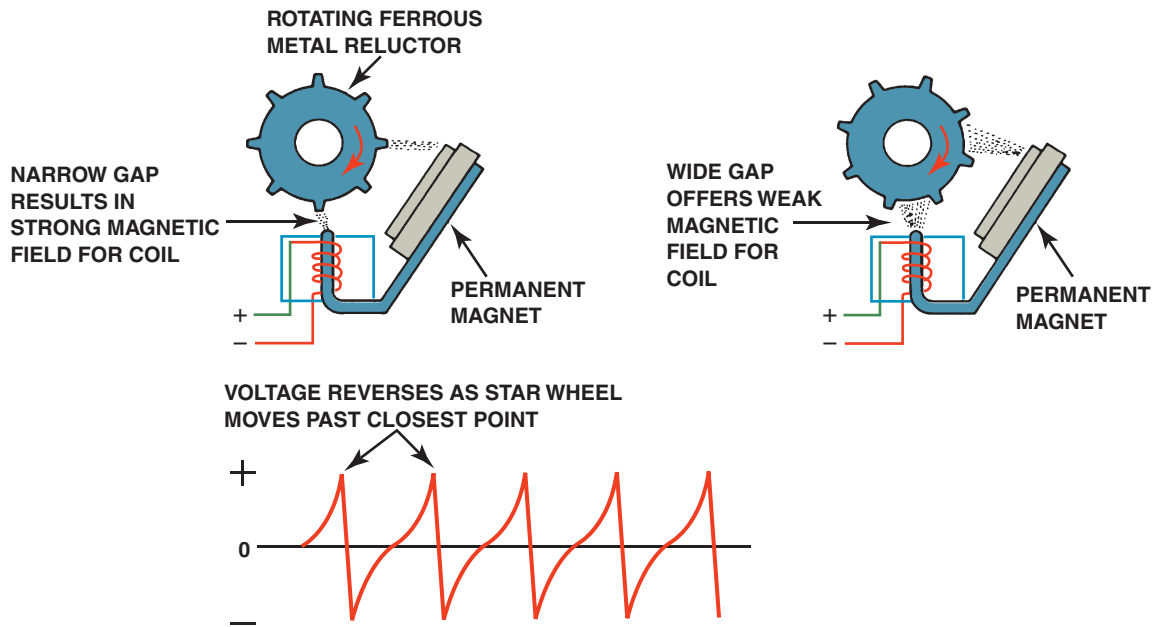 ROTATING FERROUS
METAL RELUCTOR
NARROW GAP
RESULTS IN
STRONG MAGNETIC
FIELD FOR COIL
PERMANENT
MAGNET
+
–
WIDE GAP
OFFERS WEAK
MAGNETIC
FIELD FOR
COIL
PERMANENT
MAGNET
+
–
VOLTAGE REVERSES AS STAR WHEEL
MOVES PAST CLOSEST POINT
+
0
–